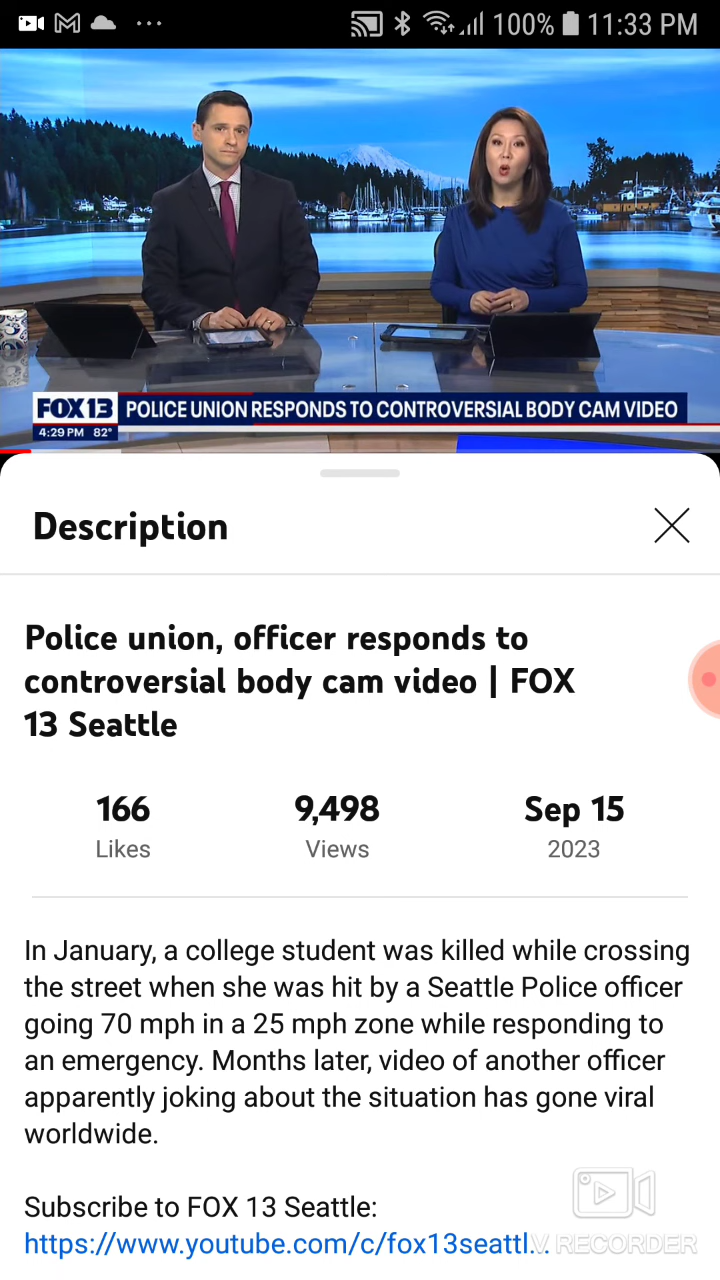 100% 11:33 PM
FOX 13 POLICE UNION RESPONDS TO CONTROVERSIAL BODY CAM VIDEO
4:29 PM 82°
Description
Police union, officer responds to
controversial body cam video | FOX
13 Seattle
166 9,498 Sep 15
Likes Views 2023
In January, a college student was killed while crossing
the street when she was hit by a Seattle Police officer
going 70 mph in a 25 mph zone while responding to
an emergency. Months later, video of another officer
apparently joking about the situation has gone viral
worldwide.
Subscribe to FOX 13 Seattle:
https://www.youtube.com/c/fox13seattl...
V RECORDER